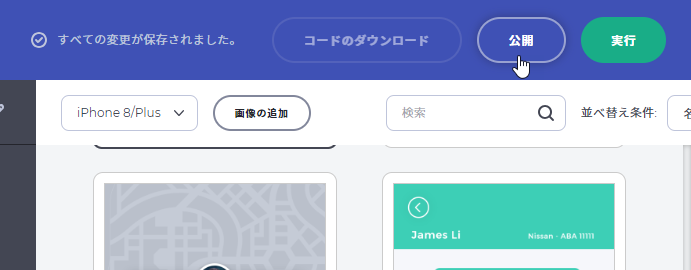 すべての変更が保存されました。 コードのダウンロード 公開 実行
iPhone 8/Plus 画像の追加 検索 並べ替え条件:
James Li Nissan - ABA 11111